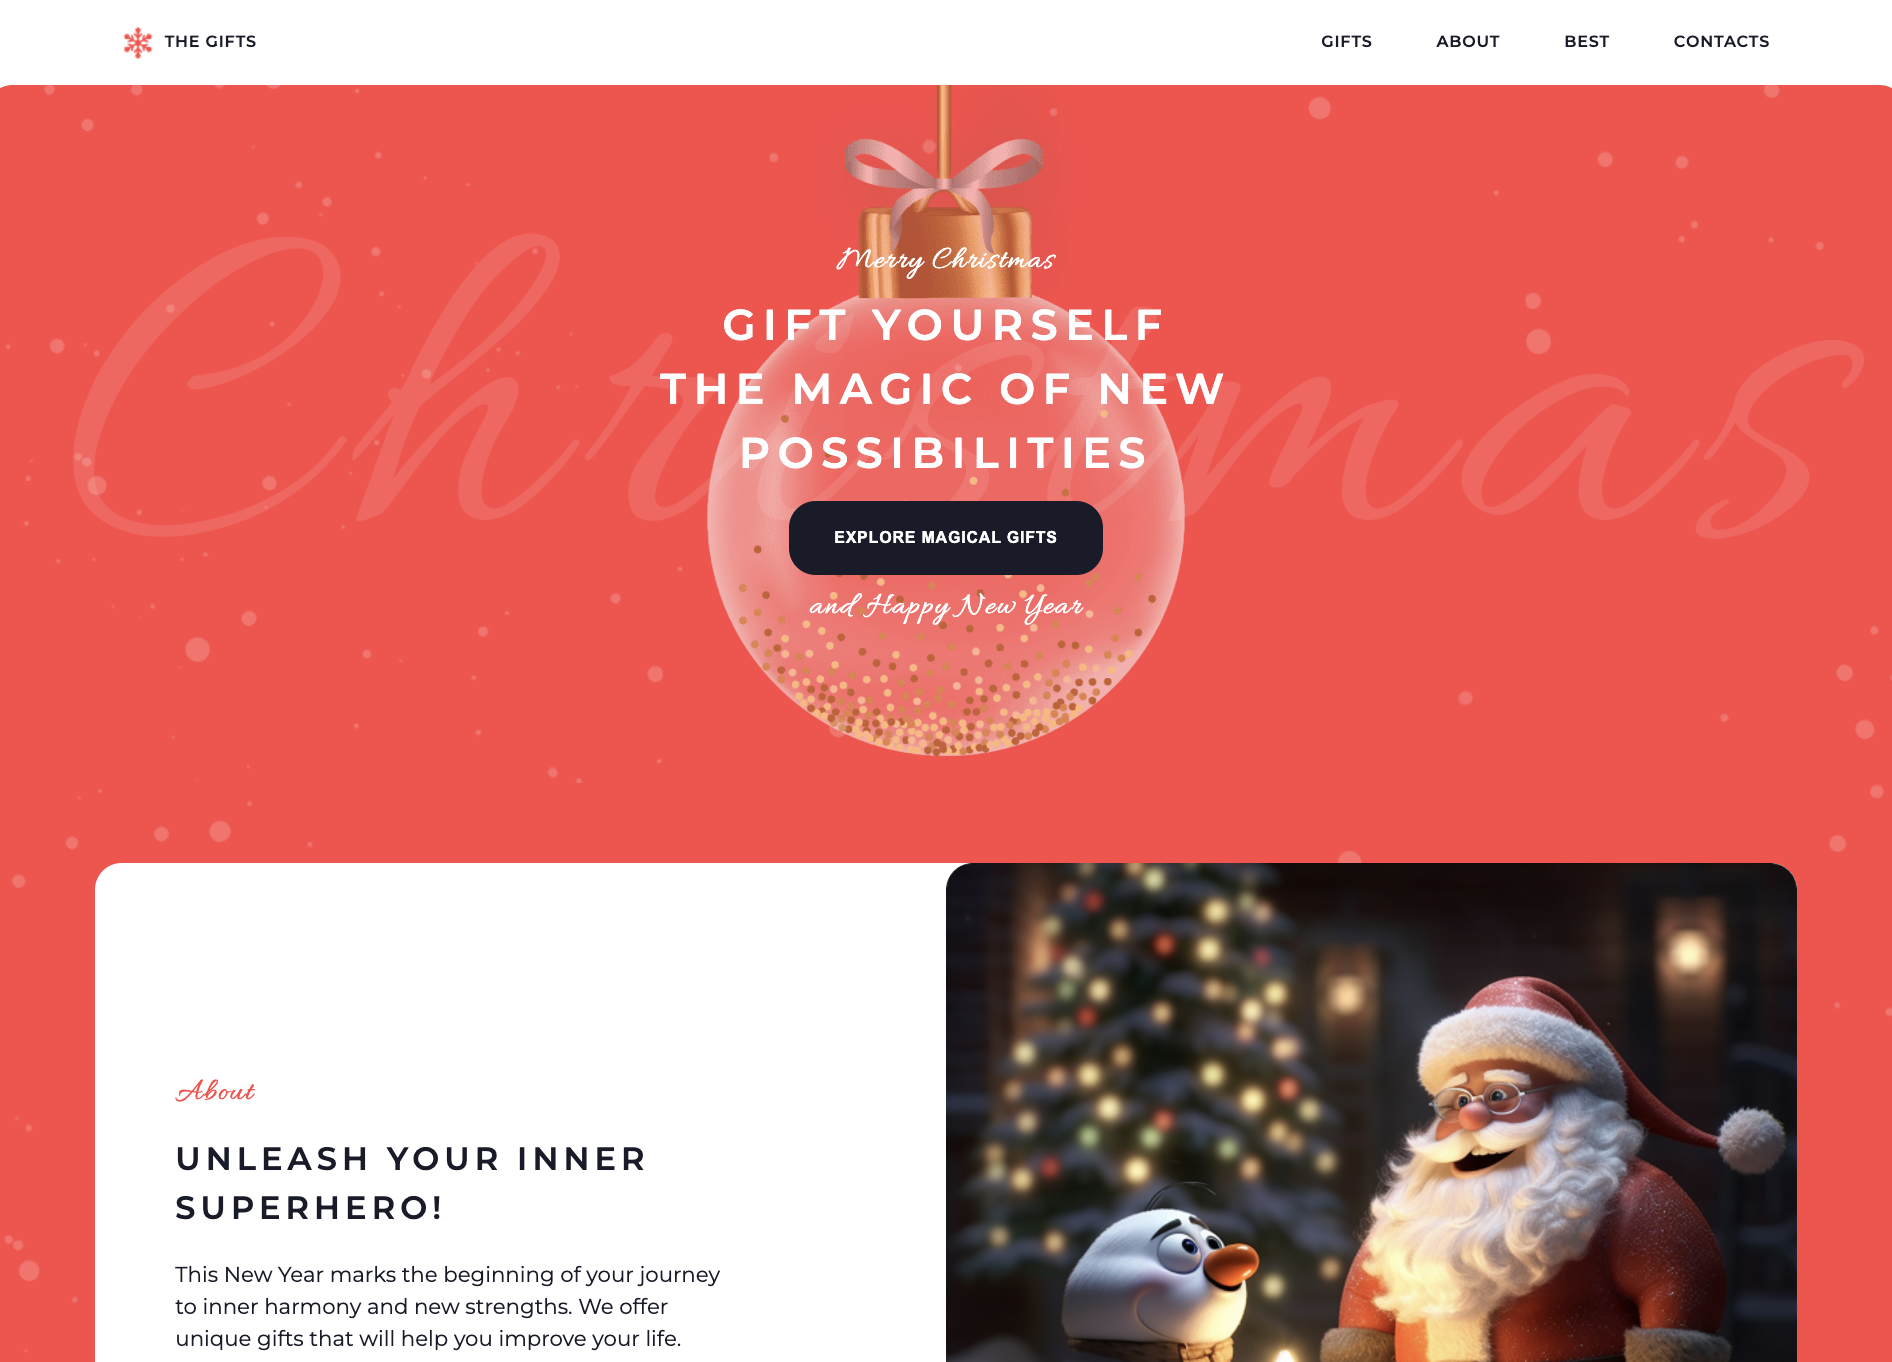 THE GIFTS
GIFTS
ABOUT
BEST
CONTACTS
Christmas
Merry Christmas
GIFT YOURSELF
THE MAGIC OF NEW
POSSIBILITIES
EXPLORE MAGICAL GIFTS
and Happy New Year
About
UNLEASH YOUR INNER
SUPERHERO!
This New Year marks the beginning of your journey
to inner harmony and new strengths. We offer
unique gifts that will help you improve your life.